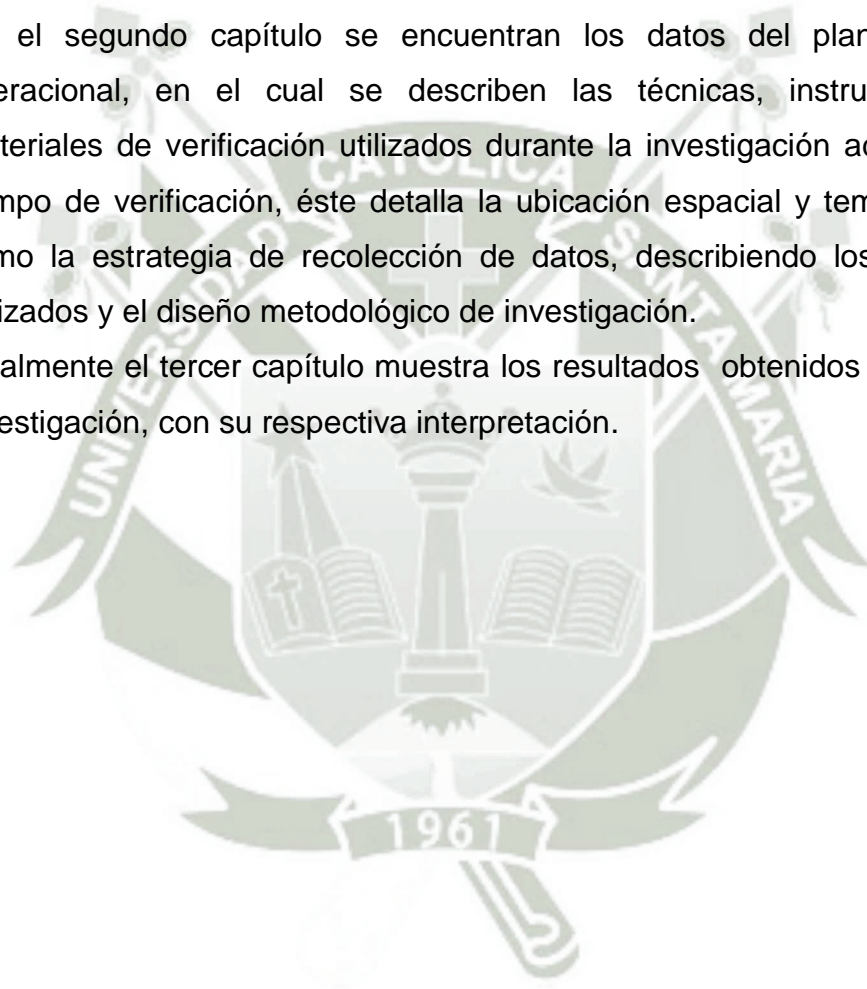 el segundo capítulo se encuentran los datos del plan
eracional, en el cual se describen las técnicas, instru
teriales de verificación utilizados durante la investigación ac
mpo de verificación, éste detalla la ubicación espacial y tem
mo la estrategia de recolección de datos, describiendo los
lizados y el diseño metodológico de investigación.
almente el tercer capítulo muestra los resultados obtenidos
estigación, con su respectiva interpretación.
UNIVERSIDAD CATOLICA SANTA MARIA
1961